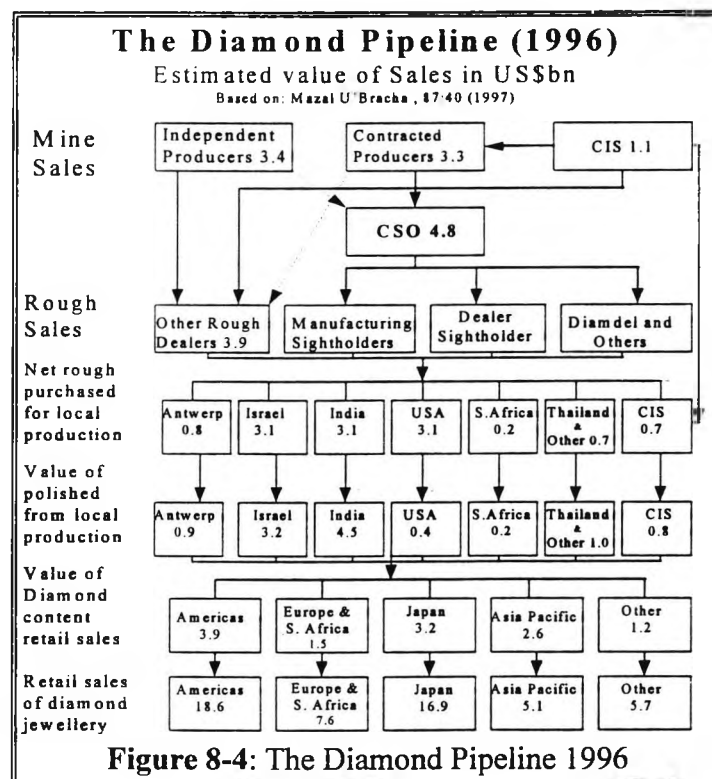 The Diamond Pipeline (1996)
Estimated value of Sales in US$bn
Based on: Mazal U'Bracha, 87:40 (1997)
Mine
Sales
Independent
Producers 3.4
Contracted
Producers 3.3
CIS 1.1
CSO 4.8
Rough
Sales
Other Rough
Dealers 3.9
Manufacturing
Sightholders
Dealer
Sightholder
Diamdel and
Others
Net rough
purchased
for local
production
Antwerp
0.8
Israel
3.1
India
3.1
USA
3.1
S.Africa
0.2
Thailand
&
Other 0.7
CIS
0.7
Value of
polished
from local
production
Antwerp
0.9
Israel
3.2
India
4.5
USA
0.4
S.Africa
0.2
Thailand
&
Other 1.0
CIS
0.8
Value of
Diamond
content
retail sales
Americas
3.9
Europe &
S. Africa
1.5
Japan
3.2
Asia Pacific
2.6
Other
1.2
Retail sales
of diamond
jewellery
Americas
18.6
Europe &
S. Africa
7.6
Japan
16.9
Asia Pacific
5.1
Other
5.7
Figure 8-4: The Diamond Pipeline 1996